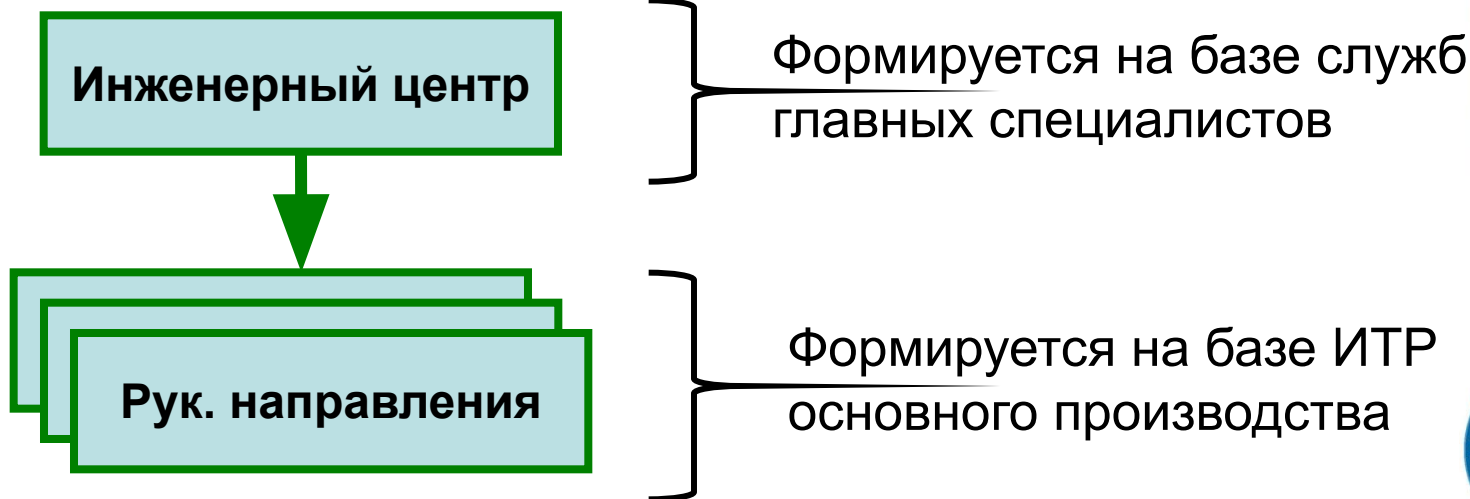 Инженерный центр
Формируется на базе служб
главных специалистов
Рук. направления
Формируется на базе ИТР
основного производства